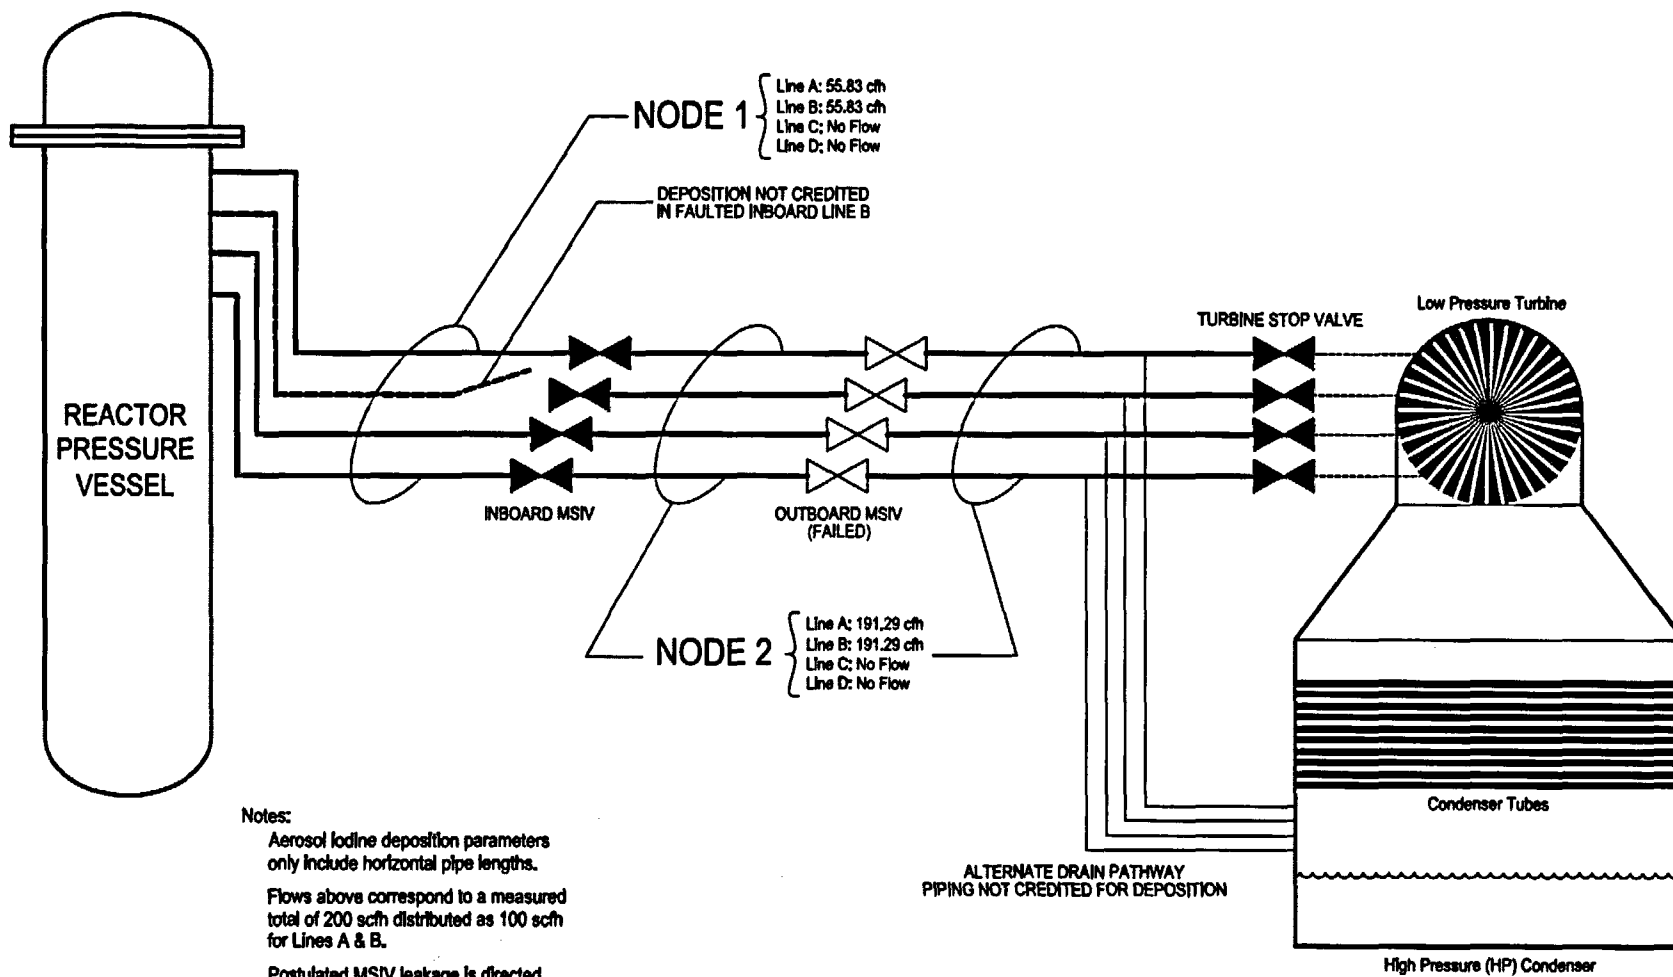 NODE 1
Line A: 55.83 cfh
Line B: 55.83 cfh
Line C: No Flow
Line D: No Flow
DEPOSITION NOT CREDITED
IN FAULTED INBOARD LINE B
REACTOR
PRESSURE
VESSEL
TURBINE STOP VALVE
Low Pressure Turbine
INBOARD MSIV
OUTBOARD MSIV
(FAILED)
NODE 2
Line A: 191.29 cfh
Line B: 191.29 cfh
Line C: No Flow
Line D: No Flow
Condenser Tubes
ALTERNATE DRAIN PATHWAY
PIPING NOT CREDITED FOR DEPOSITION
High Pressure (HP) Condenser
Notes:
Aerosol iodine deposition parameters
only include horizontal pipe lengths.
Flows above correspond to a measured
total of 200 scfh distributed as 100 scfh
for Lines A & B.
Postulated MSIV leakage is directed